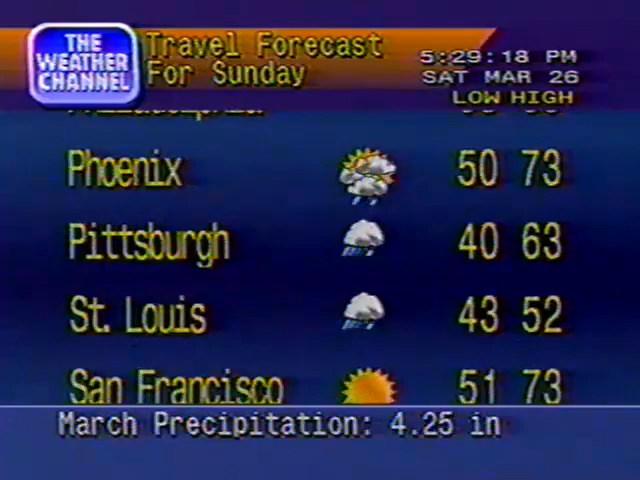 THE
WEATHER
CHANNEL
Travel Forecast
For Sunday
5:29:18 PM
SAT MAR 26
LOW HIGH
Phoenix 50 73
Pittsburgh 40 63
St. Louis 43 52
San Francisco 51 73
March Precipitation: 4.25 in